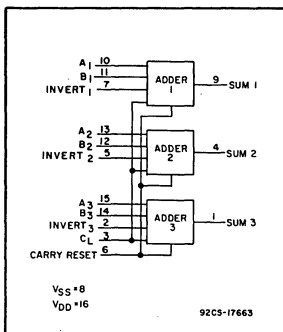 A1 10
B1 11
INVERT1 7
ADDER
1
9 SUM 1
A2 13
B2 12
INVERT 2 5
ADDER
2
4 SUM 2
A3 15
B3 14
INVERT3 2
CL 3
CARRY RESET 6
ADDER
3
1 SUM 3
VSS = 8
VDD = 16
92CS-17663